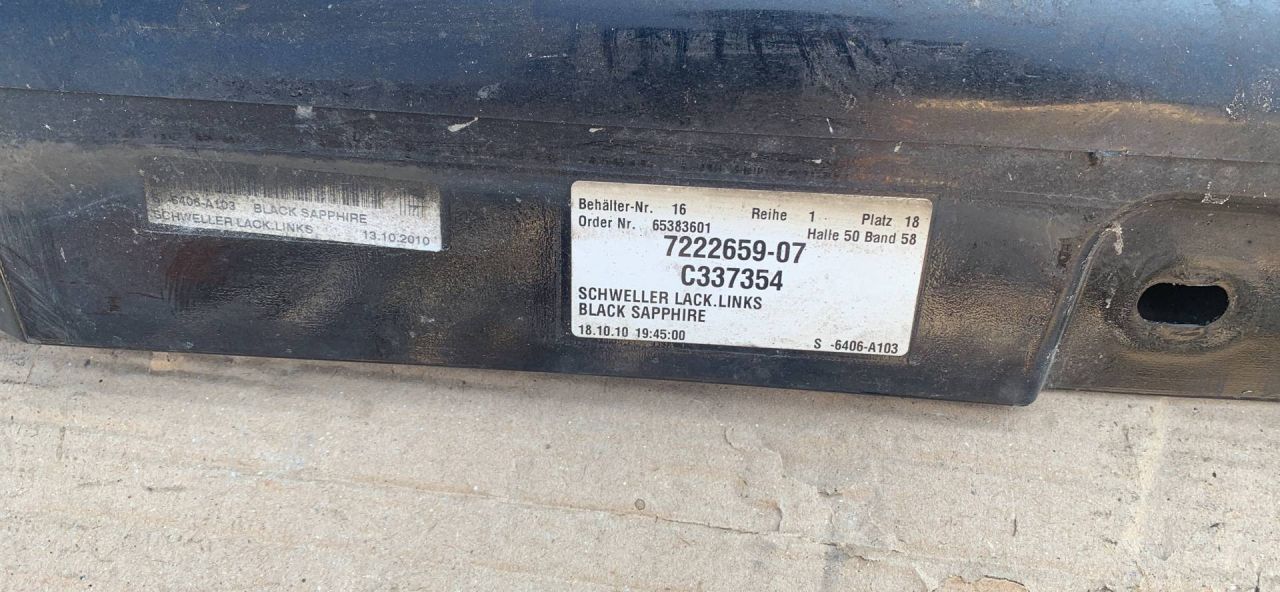 S -6406-A103 BLACK SAPPHIRE
SCHWELLER LACK.LINKS 13.10.2010
Behälter-Nr. 16 Reihe 1 Platz 18
Order Nr. 65383601 Halle 50 Band 58
7222659-07
C337354
SCHWELLER LACK.LINKS
BLACK SAPPHIRE
18.10.10 19:45:00 S -6406-A103